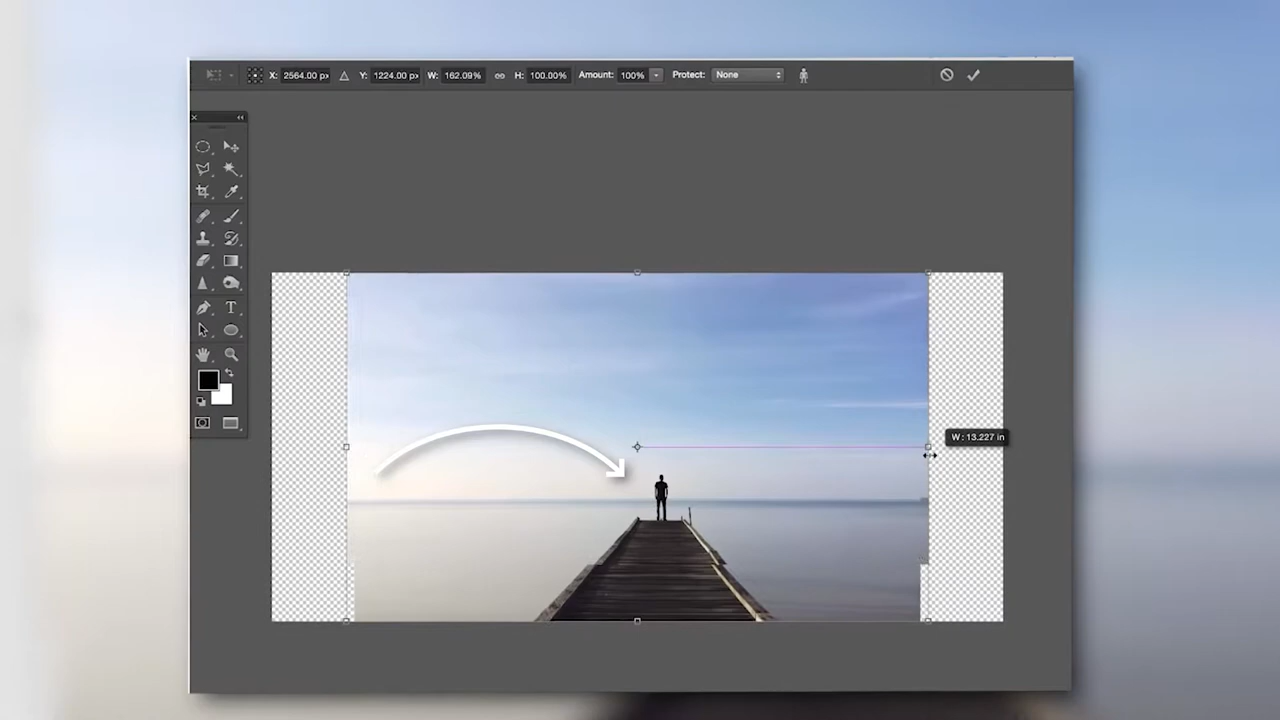 X: 2564.00 px Y: 1224.00 px W: 162.09% H: 100.00% Amount: 100% Protect: None
T
W : 13.227 in